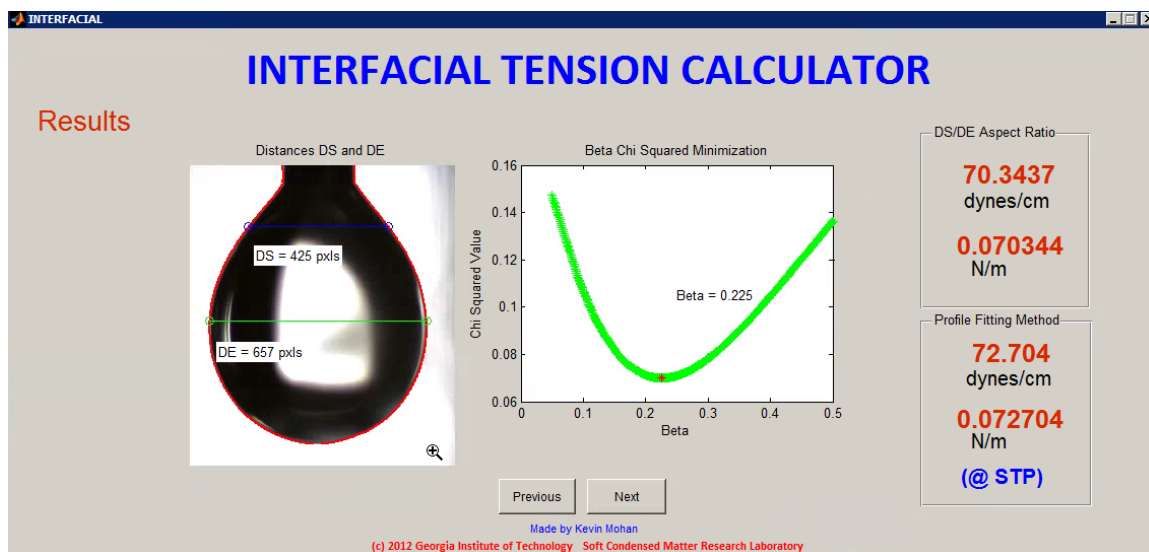 INTERFACIAL
INTERFACIAL TENSION CALCULATOR
Results
Distances DS and DE
DS = 425 pxls
DE = 657 pxls
Beta Chi Squared Minimization
Chi Squared Value
0.16
0.14
0.12
0.1
0.08
0.06
Beta = 0.225
0 0.1 0.2 0.3 0.4 0.5
Beta
DS/DE Aspect Ratio
70.3437
dynes/cm
0.070344
N/m
Profile Fitting Method
72.704
dynes/cm
0.072704
N/m
(@ STP)
Previous Next
Made by Kevin Mohan
(c) 2012 Georgia Institute of Technology Soft Condensed Matter Research Laboratory